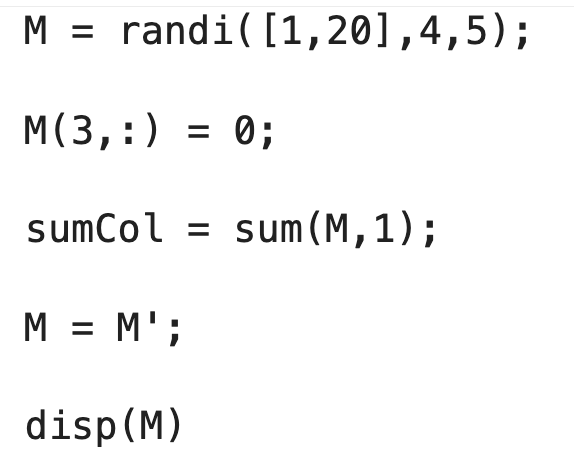 M = randi([1,20],4,5);
M(3,:) = 0;
sumCol = sum(M,1);
M = M';
disp(M)